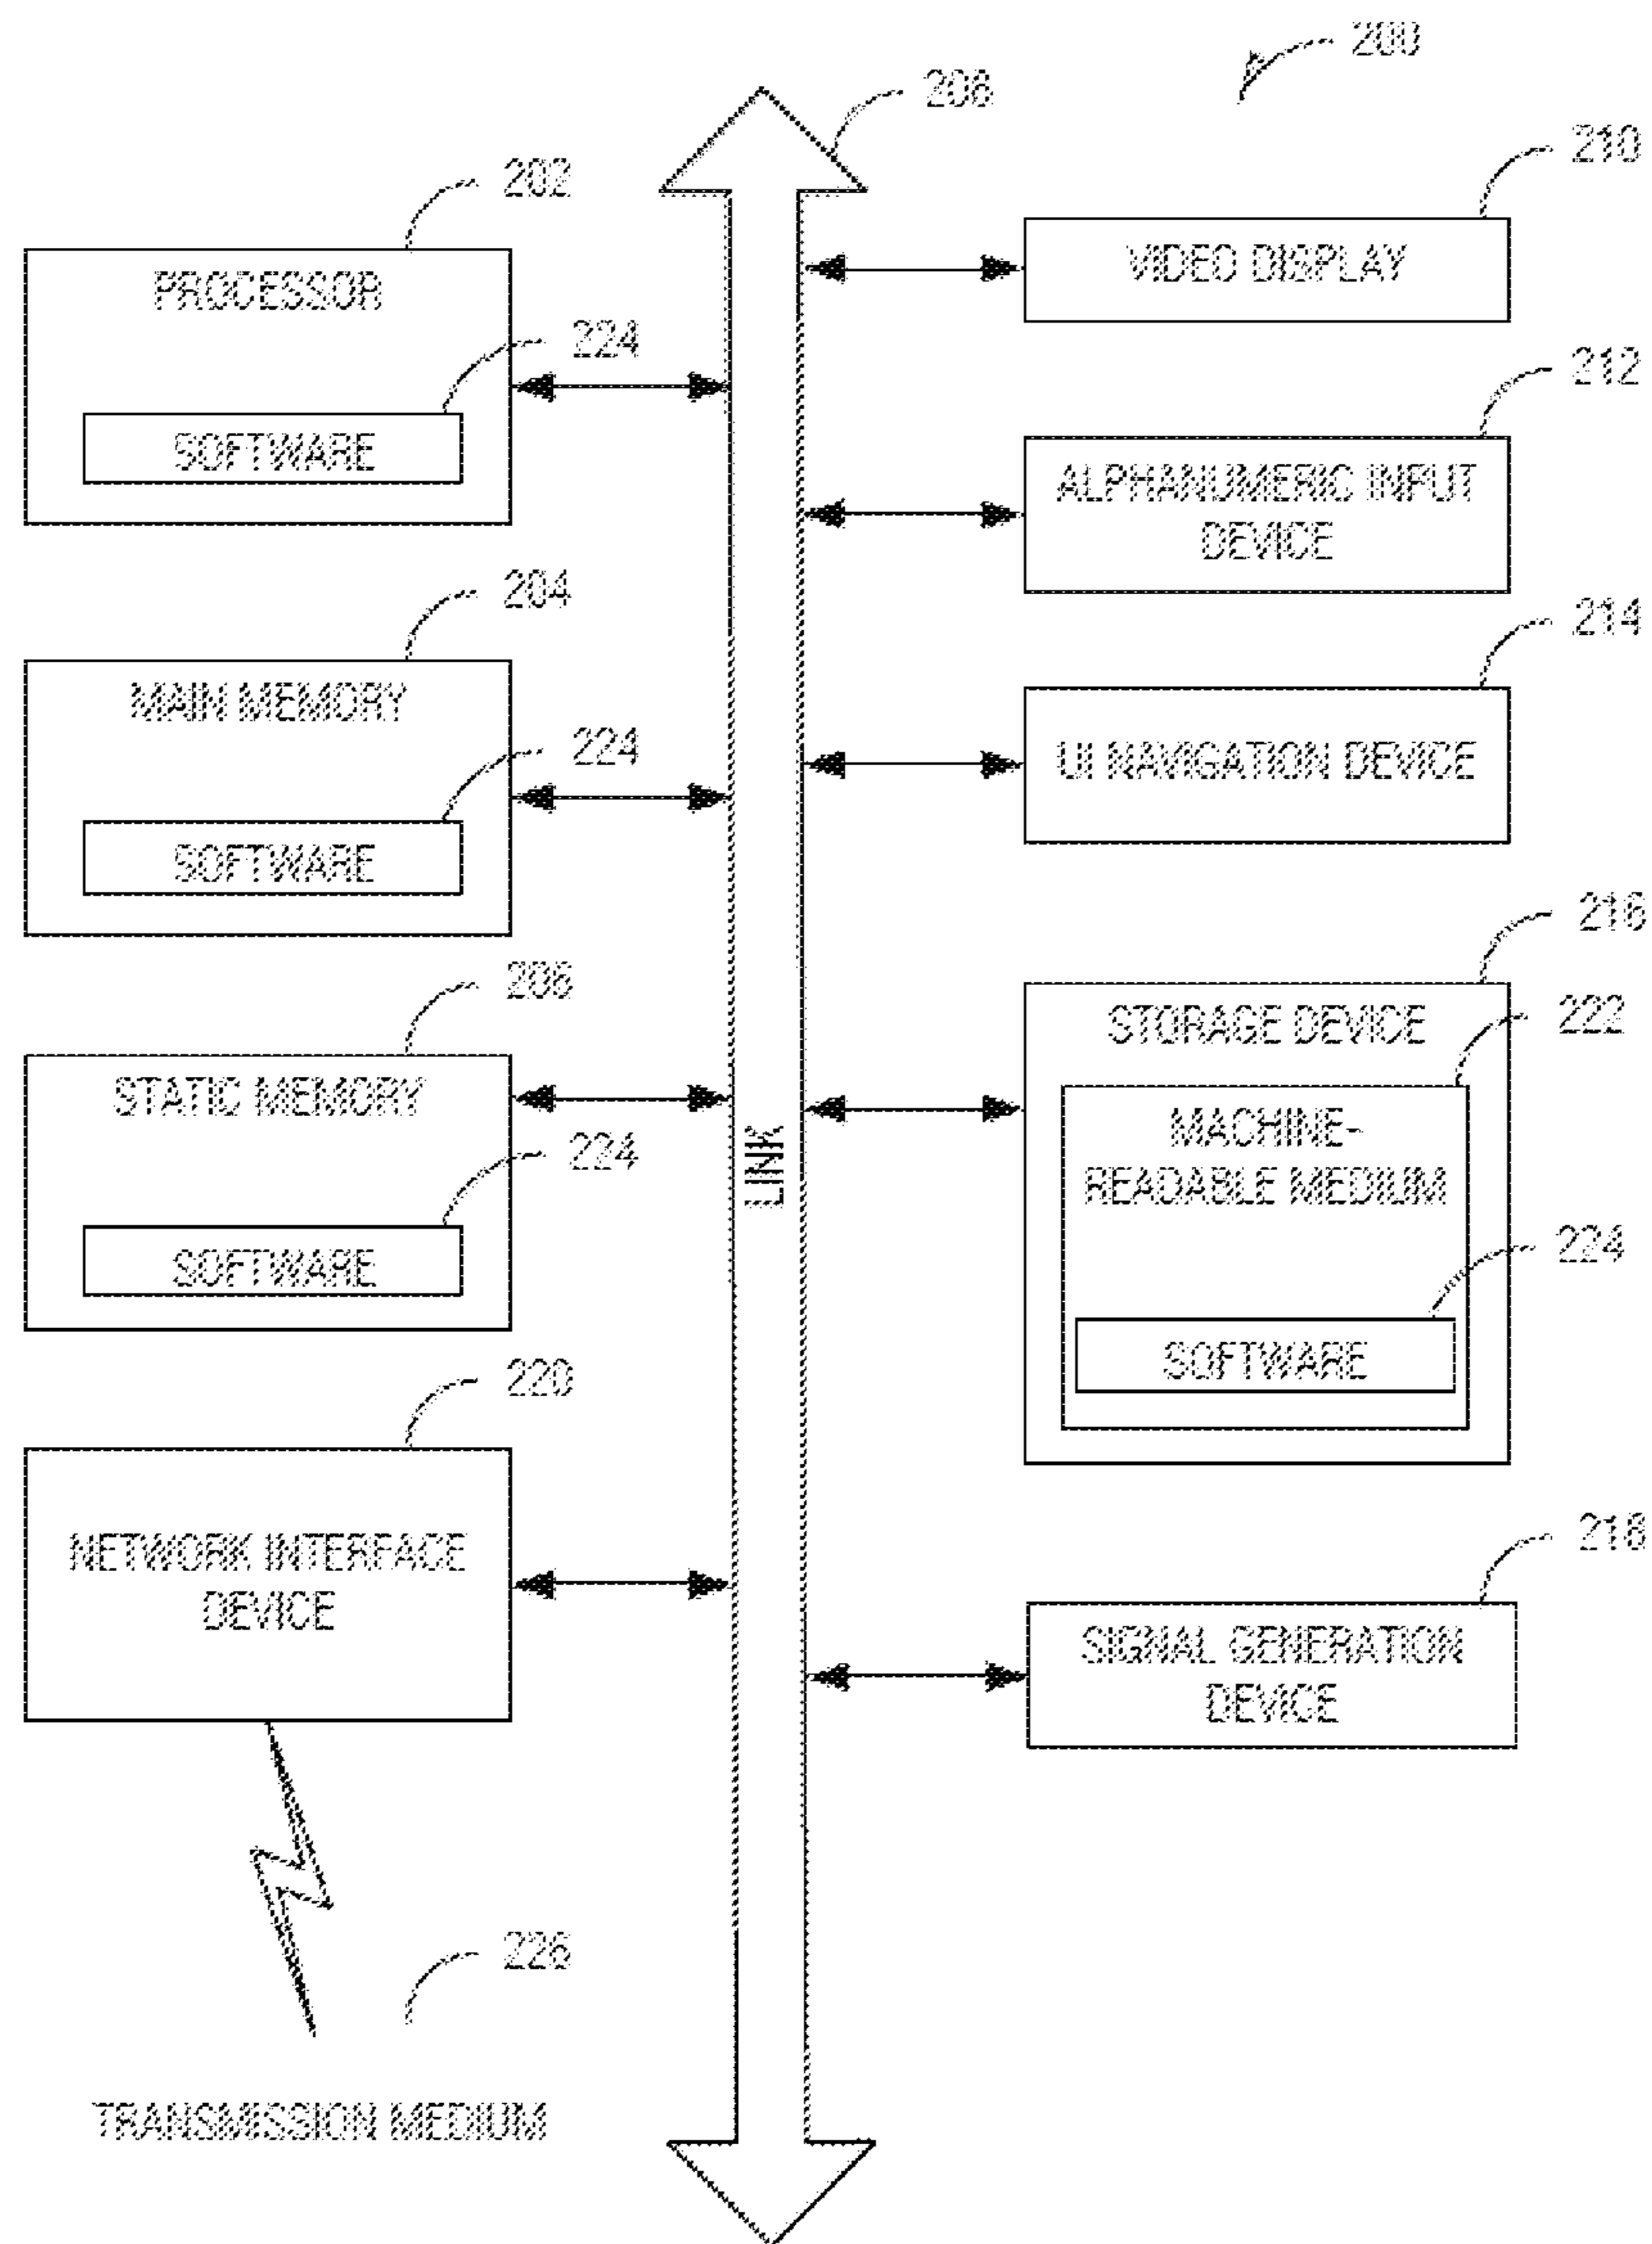 200
208
202
PROCESSOR
224
SOFTWARE
204
MAIN MEMORY
224
SOFTWARE
206
STATIC MEMORY
224
SOFTWARE
220
NETWORK INTERFACE
DEVICE
226
TRANSMISSION MEDIUM
LINK
210
VIDEO DISPLAY
212
ALPHANUMERIC INPUT
DEVICE
214
UI NAVIGATION DEVICE
216
STORAGE DEVICE
222
MACHINE-
READABLE MEDIUM
224
SOFTWARE
218
SIGNAL GENERATION
DEVICE